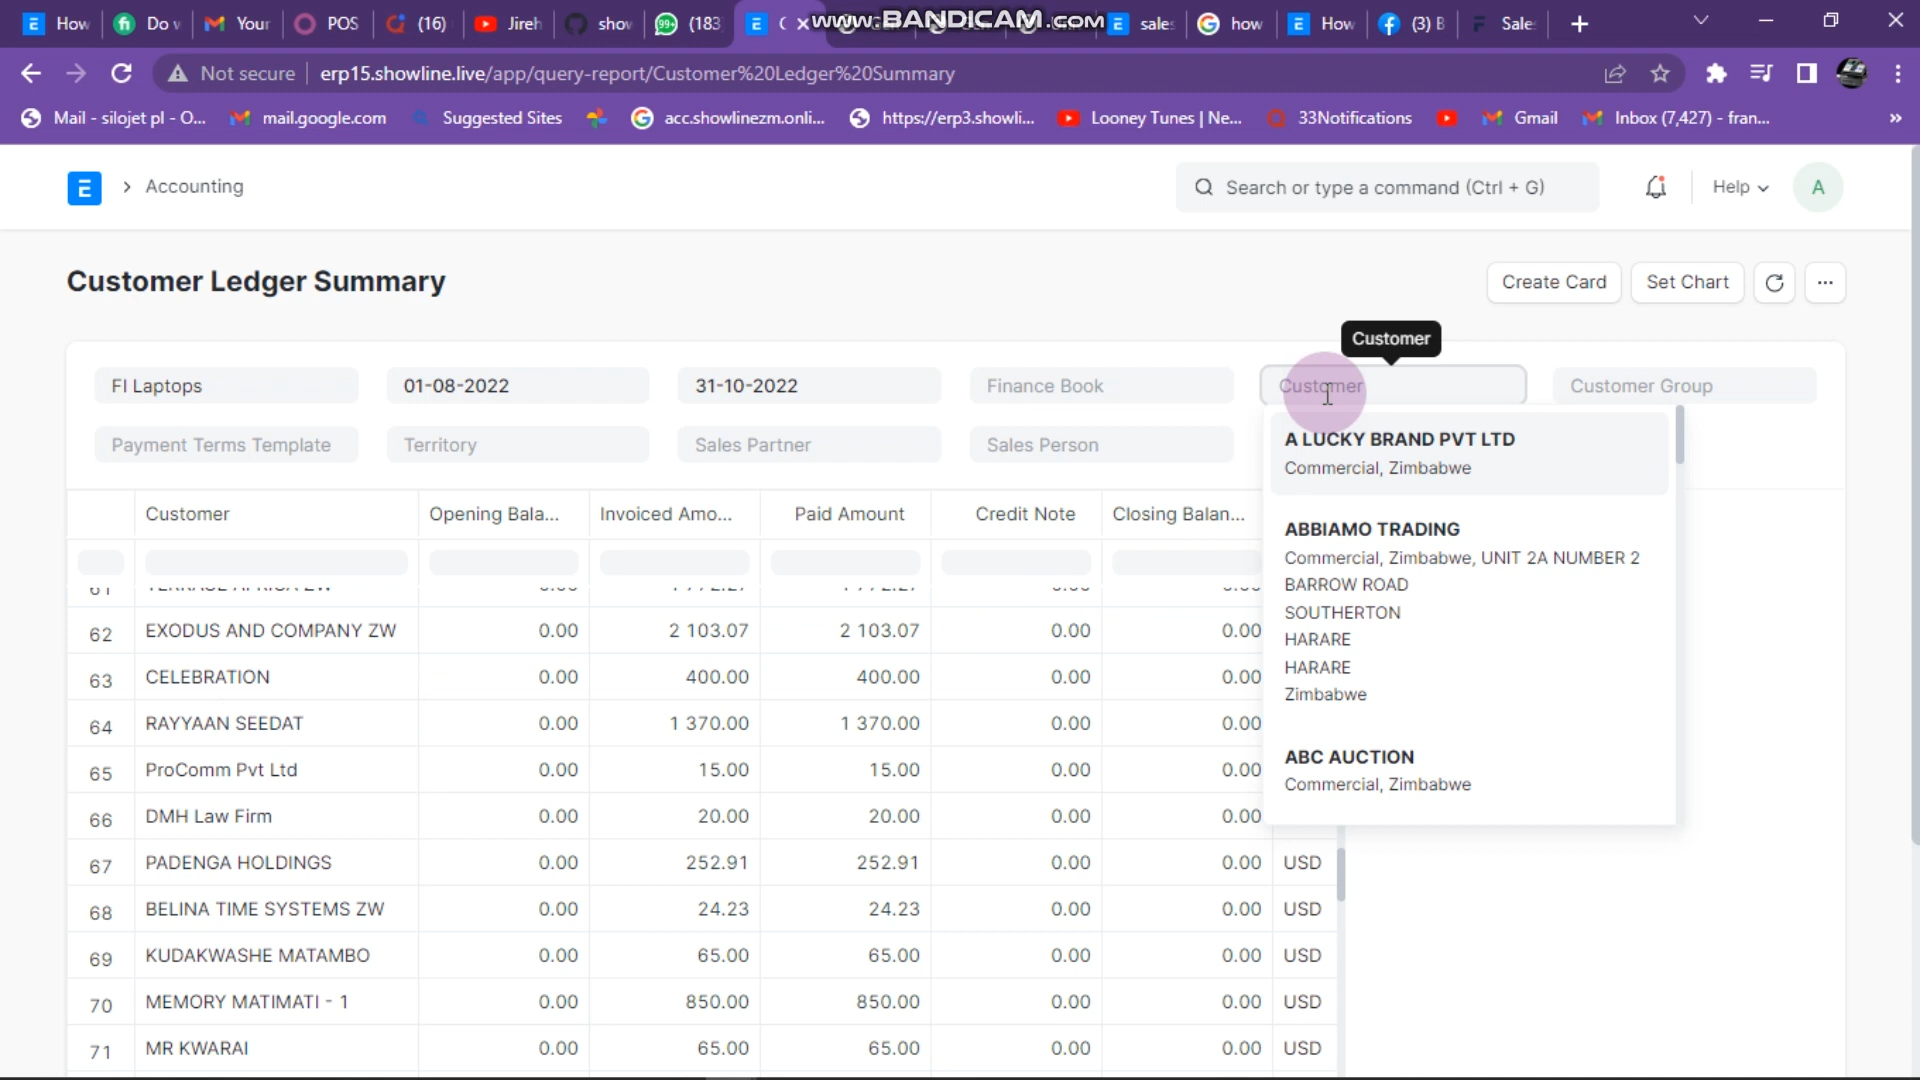 How
Do v
Your
POS
(16)
Jireh
show
99+
(183
www.BANDICAM.com
sales
how
How
(3) B
Sale
Not secure
erp15.showline.live/app/query-report/Customer%20Ledger%20Summary
Mail - silojet pl - O...
mail.google.com
Suggested Sites
acc.showlinezm.onli...
https://erp3.showli...
Looney Tunes | Ne...
33Notifications
Gmail
Inbox (7,427) - fran...
»
E
Accounting
Search or type a command (Ctrl + G)
Help
A
Customer Ledger Summary
Create Card
Set Chart
Customer
FI Laptops
01-08-2022
31-10-2022
Finance Book
Customer
Customer Group
Payment Terms Template
Territory
Sales Partner
Sales Person
A LUCKY BRAND PVT LTD
Commercial, Zimbabwe
ABBIAMO TRADING
Commercial, Zimbabwe, UNIT 2A NUMBER 2
BARROW ROAD
SOUTHERTON
HARARE
HARARE
Zimbabwe
ABC AUCTION
Commercial, Zimbabwe
Customer Opening Bala... Invoiced Amo... Paid Amount Credit Note Closing Balan...
62 EXODUS AND COMPANY ZW 0.00 2 103.07 2 103.07 0.00 0.00
63 CELEBRATION 0.00 400.00 400.00 0.00 0.00
64 RAYYAAN SEEDAT 0.00 1 370.00 1 370.00 0.00 0.00
65 ProComm Pvt Ltd 0.00 15.00 15.00 0.00 0.00
66 DMH Law Firm 0.00 20.00 20.00 0.00 0.00
67 PADENGA HOLDINGS 0.00 252.91 252.91 0.00 0.00 USD
68 BELINA TIME SYSTEMS ZW 0.00 24.23 24.23 0.00 0.00 USD
69 KUDAKWASHE MATAMBO 0.00 65.00 65.00 0.00 0.00 USD
70 MEMORY MATIMATI - 1 0.00 850.00 850.00 0.00 0.00 USD
71 MR KWARAI 0.00 65.00 65.00 0.00 0.00 USD